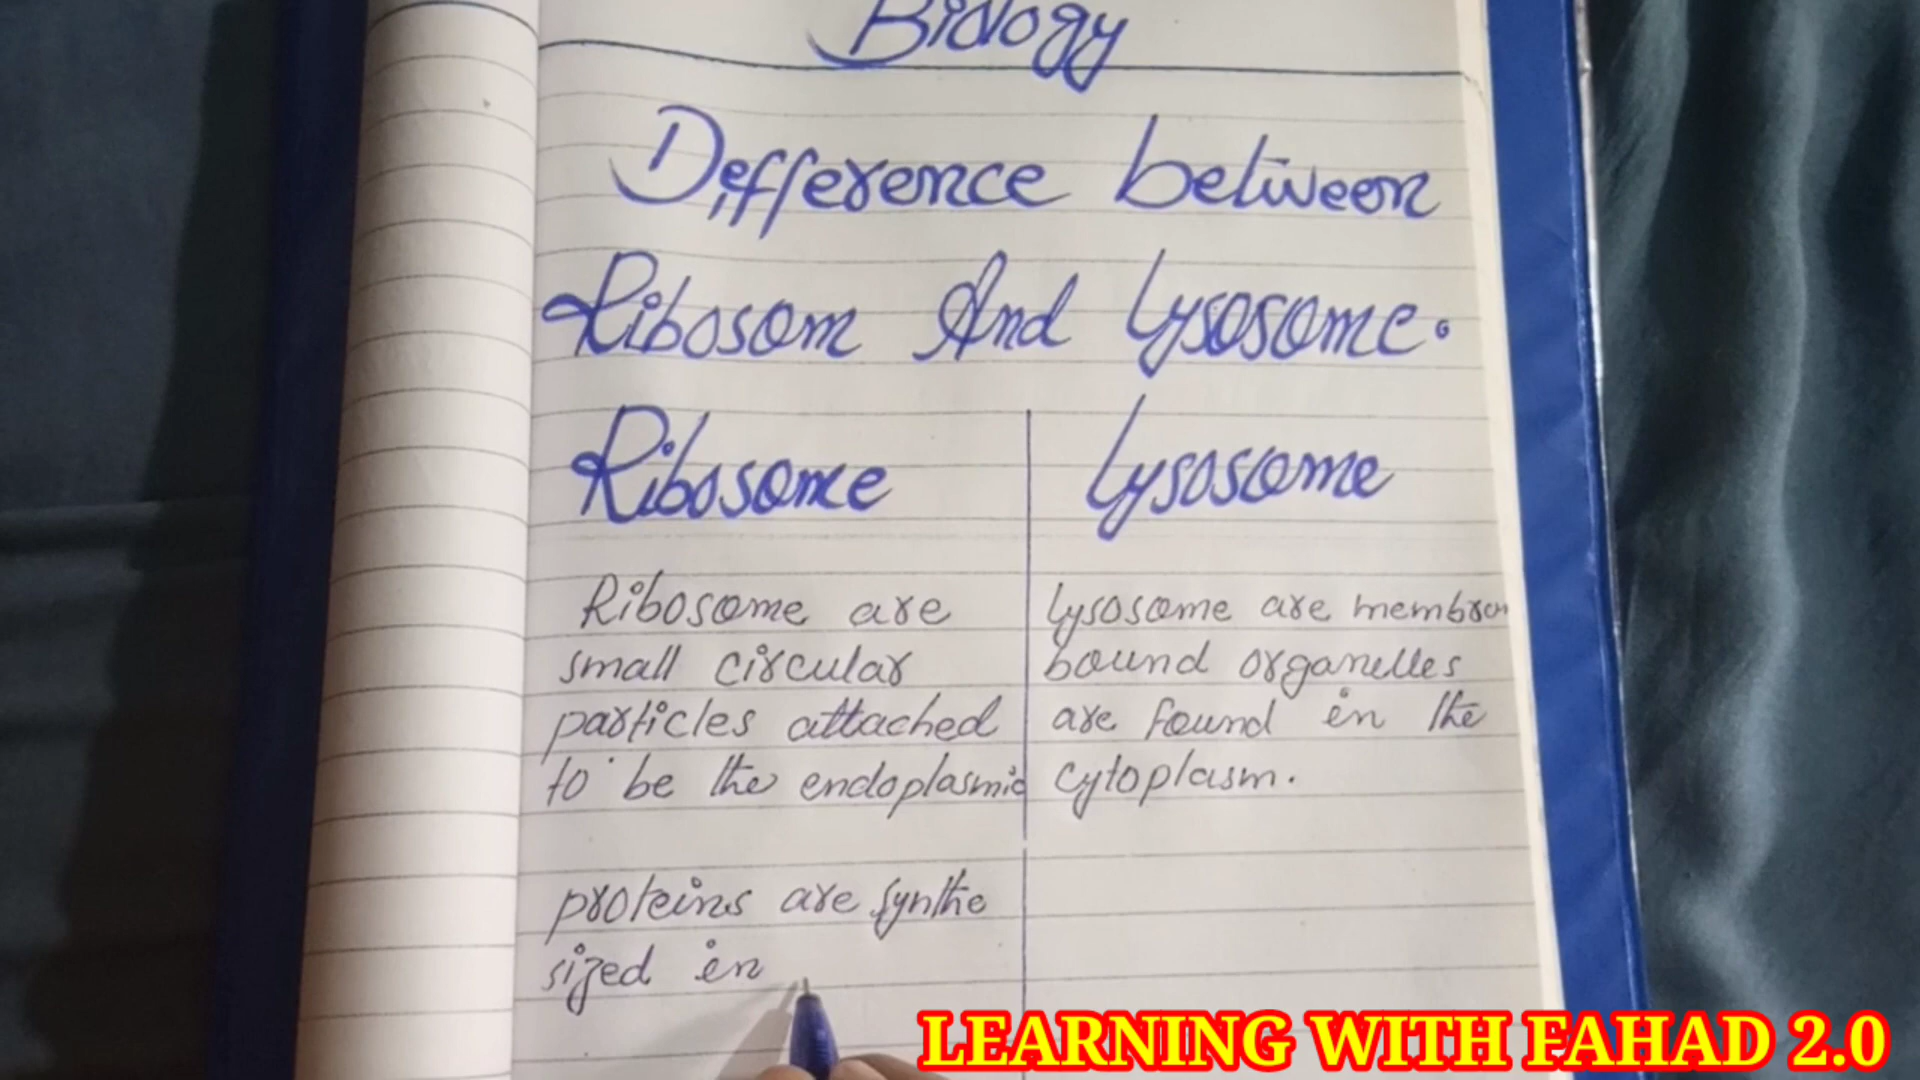 Biology
Difference between
Ribosom And Lysosome.
Ribosome
Lysosome
Ribosome are
small circular
particles attached
to be the endoplasmic
proteins are synthe
sized in
Lysosome are membran
bound organelles
are found in the
cytoplasm.
LEARNING WITH FAHAD 2.0